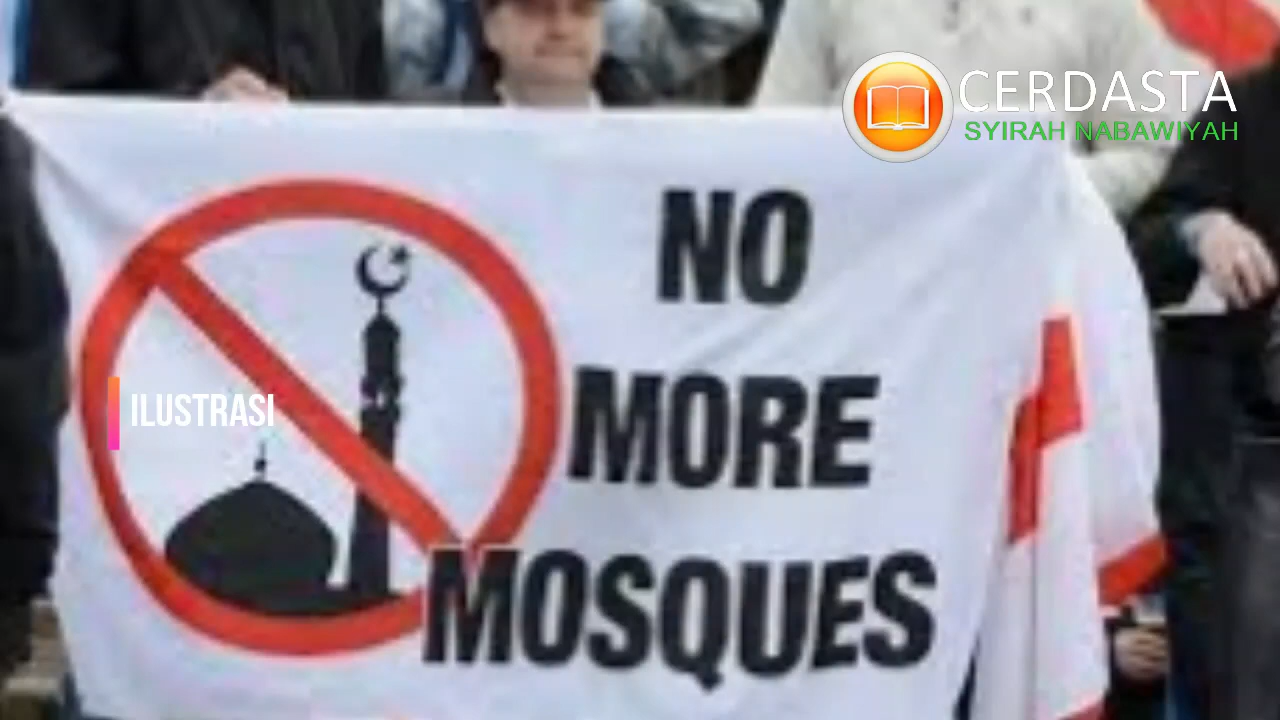 CERDASTA
SYIRAH NABAWIYAH
NO
MORE
MOSQUES
ILUSTRASI